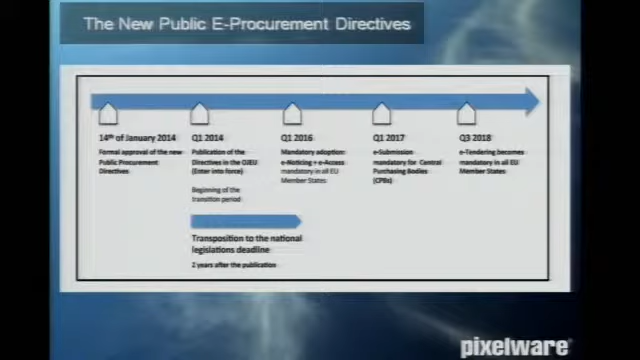 The New Public E-Procurement Directives
14th of January 2014
Formal approval of the new
Public Procurement
Directives
Q1 2014
Publication of the
Directives in the OJEU
(Enter into force)
Beginning of the
transition period
Transposition to the national
legislations deadline
2 years after the publication
Q1 2016
Mandatory adoption:
e-Noticing + e-Access
mandatory in all EU
Member States
Q1 2017
e-Submission
mandatory for Central
Purchasing Bodies
(CPBs)
Q3 2018
e-Tendering becomes
mandatory in all EU
Member States
pixelware